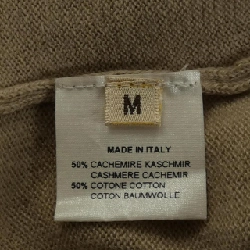 M
MADE IN ITALY
50% CACHEMIRE KASCHMIR
CASHMERE CACHEMIR
50% COTONE COTTON
COTON BAUMWOLLE